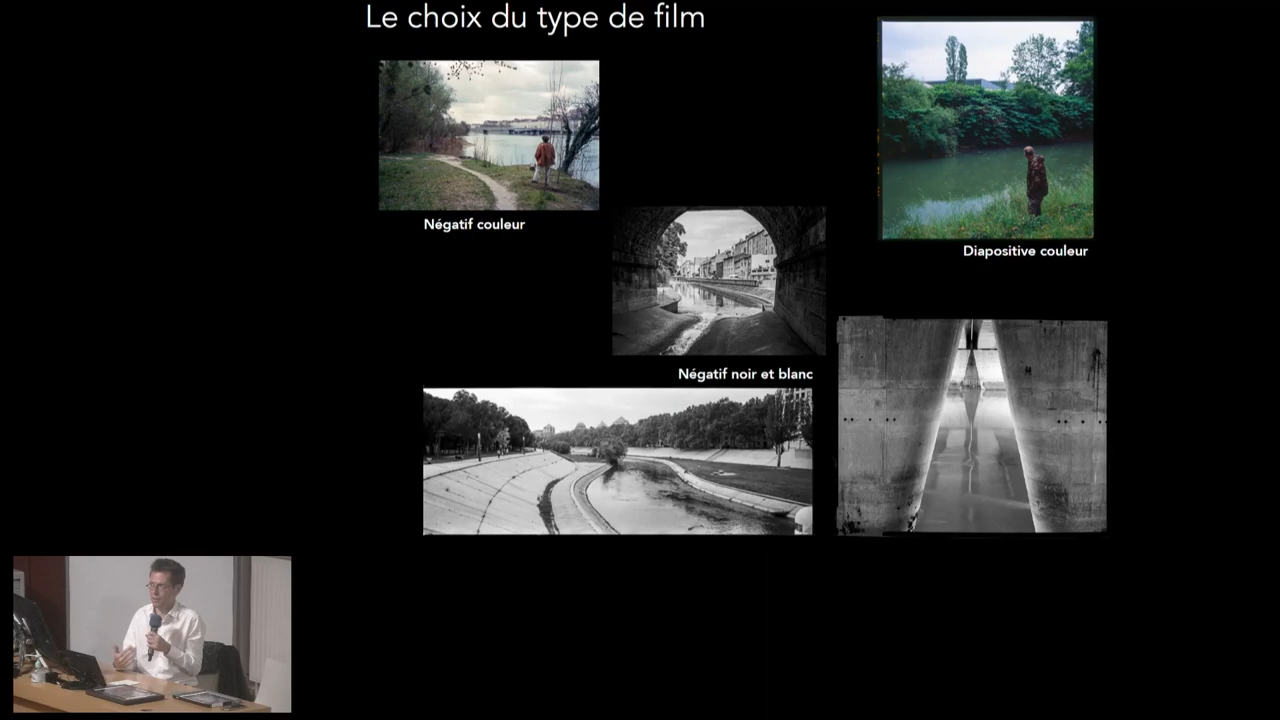 Le choix du type de film
Négatif couleur
Diapositive couleur
Négatif noir et blanc